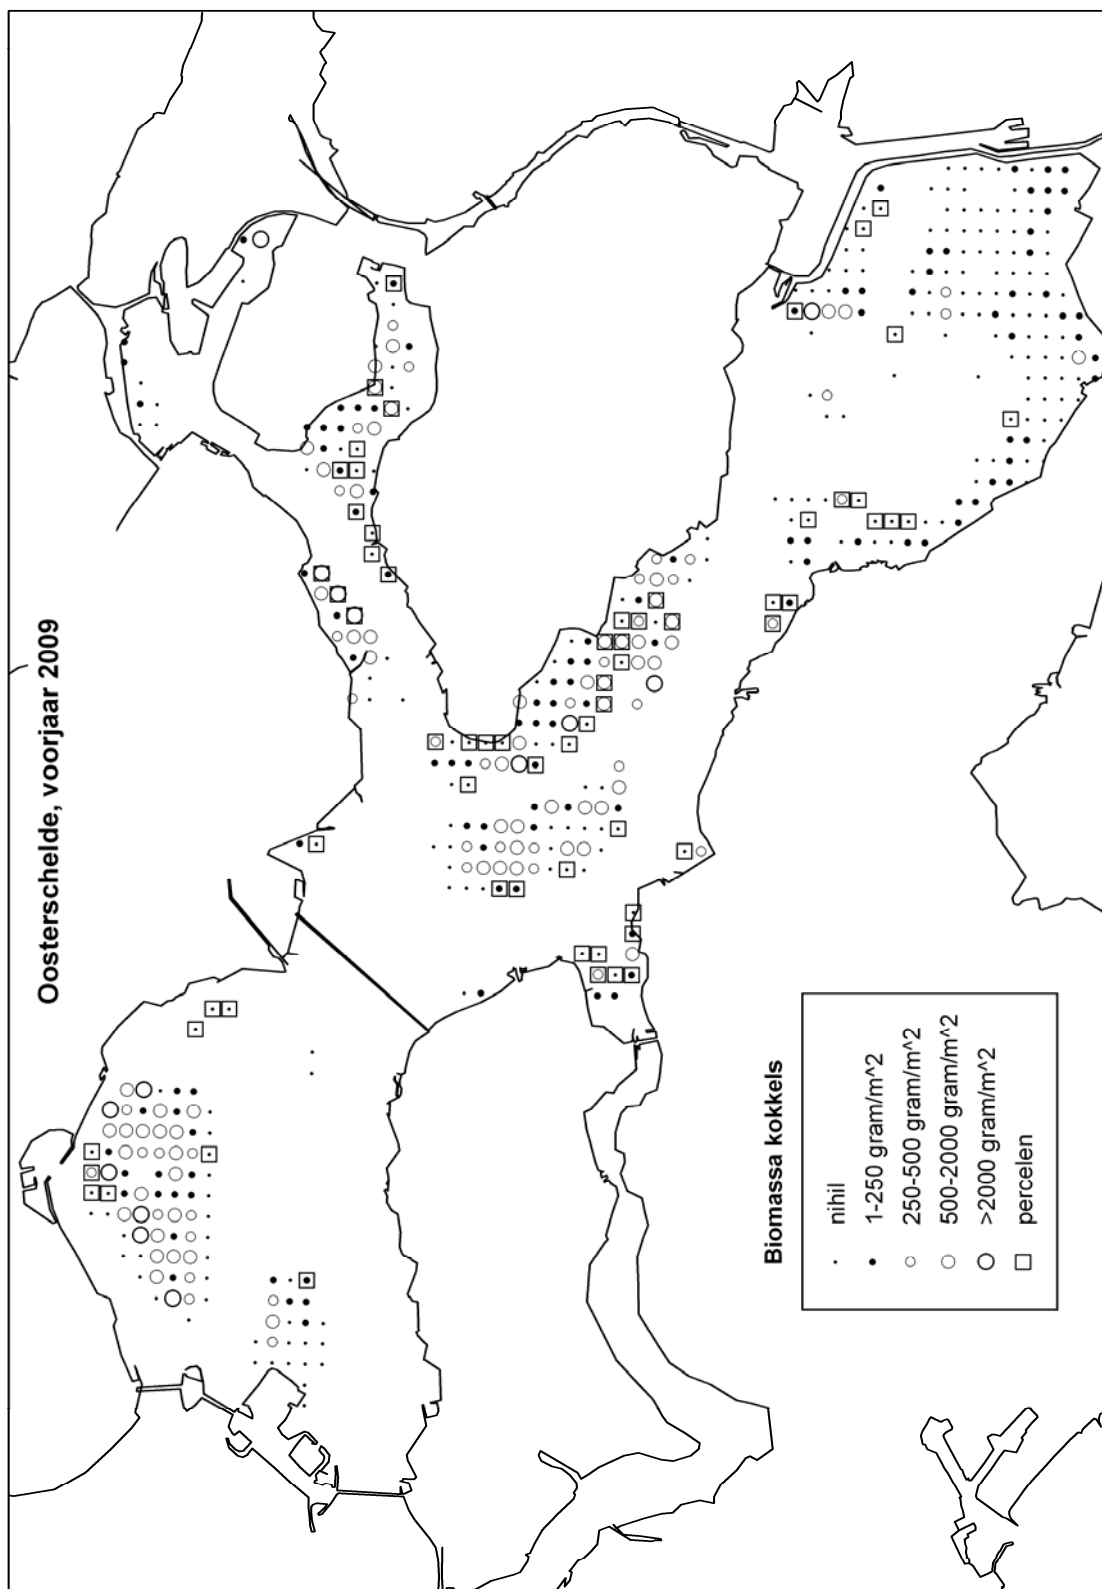 Oosterschelde, voorjaar 2009
Biomassa kokkels
nihil
1-250 gram/m^2
250-500 gram/m^2
500-2000 gram/m^2
>2000 gram/m^2
percelen